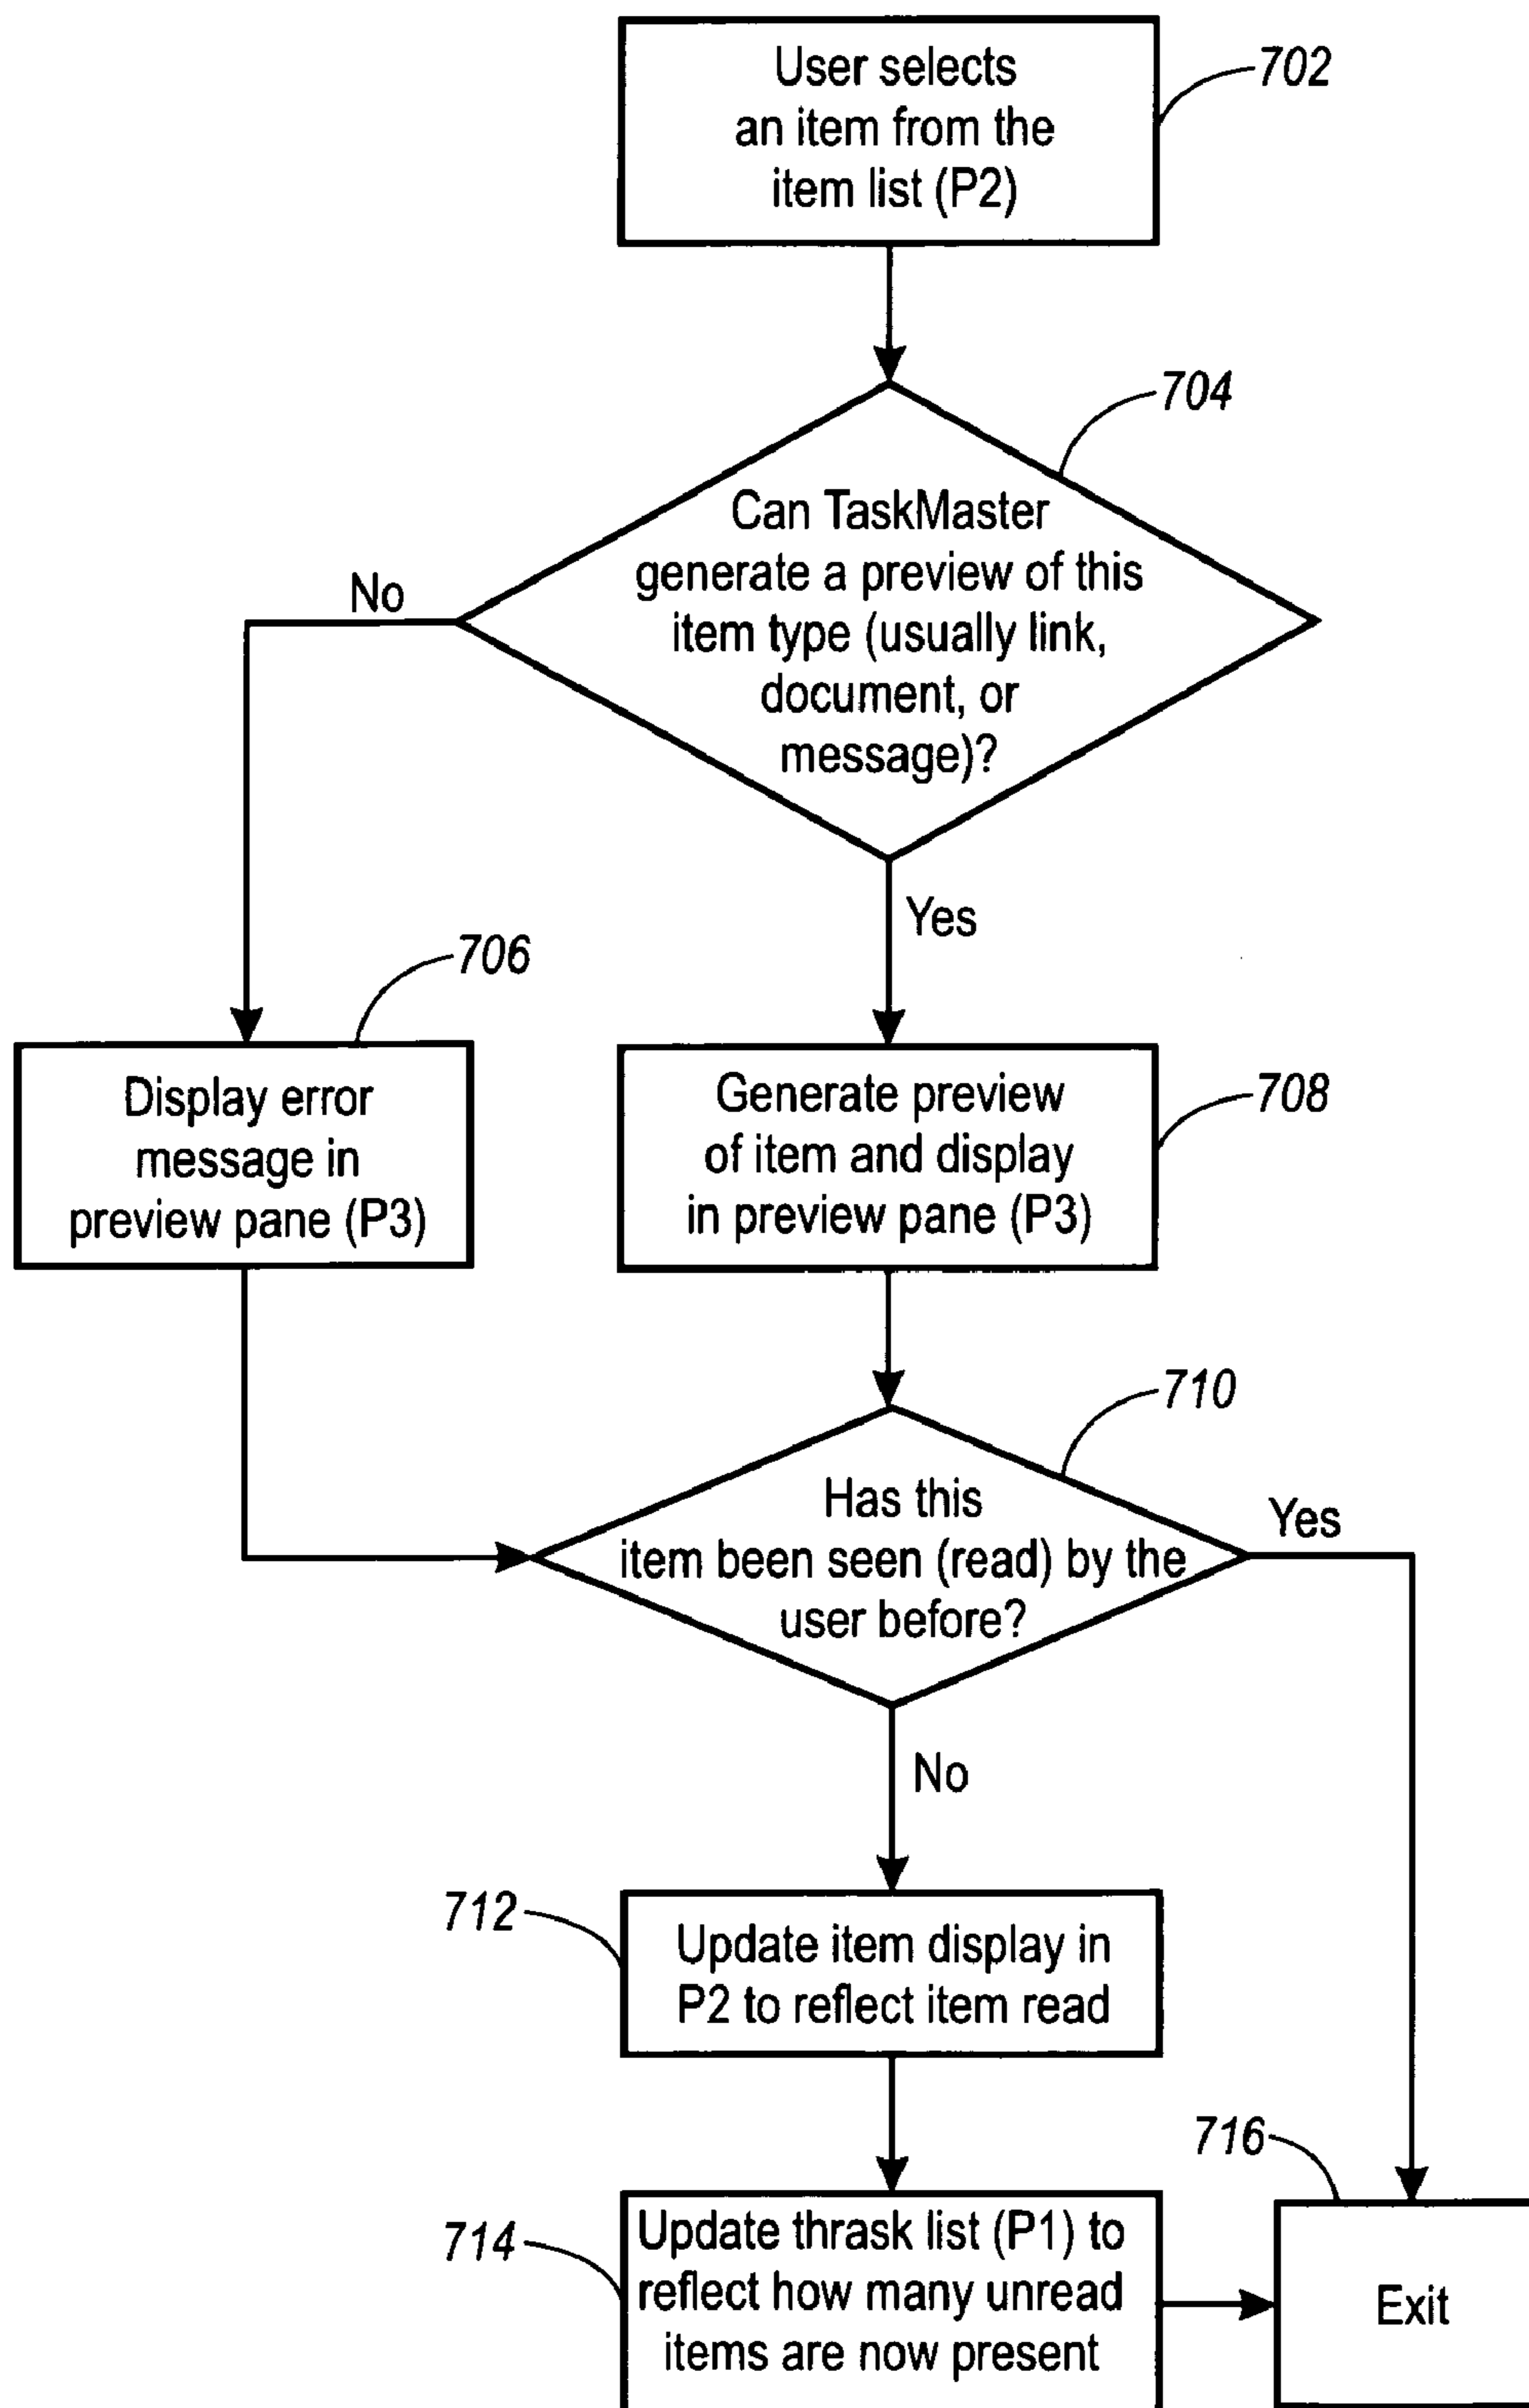 User selects
an item from the
item list (P2)
702
704
Can TaskMaster
generate a preview of this
item type (usually link,
document, or
message)?
No
Yes
706
Display error
message in
preview pane (P3)
Generate preview
of item and display
in preview pane (P3)
708
710
Has this
item been seen (read) by the
user before?
Yes
No
712
Update item display in
P2 to reflect item read
714
Update thrask list (P1) to
reflect how many unread
items are now present
716
Exit